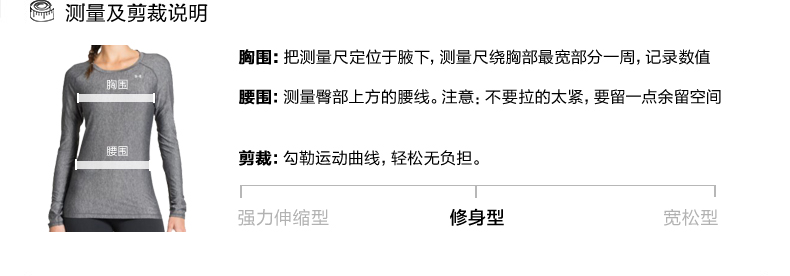 测量及剪裁说明
胸围: 把测量尺定位于腋下, 测量尺绕胸部最宽部分一周, 记录数值
胸围
腰围: 测量臀部上方的腰线。注意: 不要拉的太紧, 要留一点余留空间
腰围
剪裁: 勾勒运动曲线, 轻松无负担。
强力伸缩型 修身型 宽松型